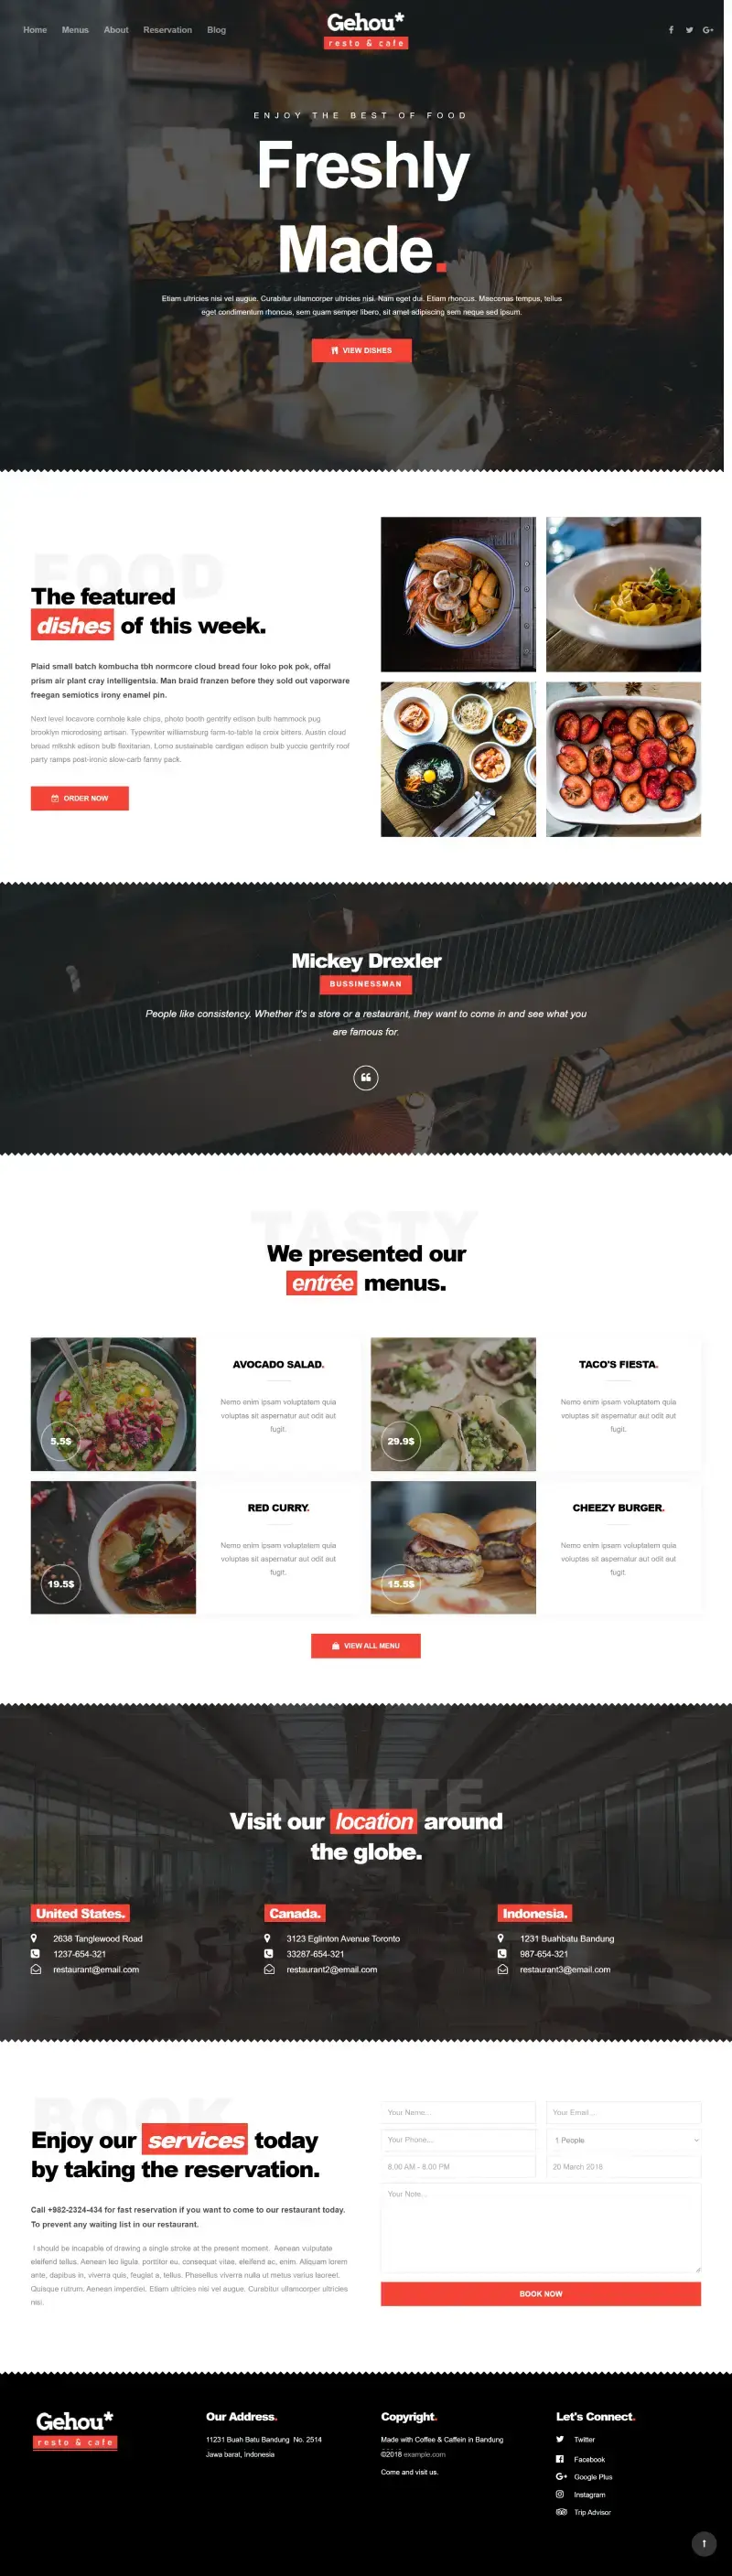 Home Menus About Reservation Blog
Gehou*
resto & cafe
ENJOY THE BEST OF FOOD
Freshly
Made.
Etiam ultricies nisi vel augue. Curabitur ullamcorper ultricies nisi. Nam eget dui. Etiam rhoncus. Maecenas tempus, tellus
eget condimentum rhoncus, sem quam semper libero, sit amet adipiscing sem neque sed ipsum.
VIEW DISHES
FOOD
The featured
dishes of this week.
Plaid small batch kombucha tbh normcore cloud bread four loko pok pok, offal
prism air plant cray intelligentsia. Man braid franzen before they sold out vaporware
freegan semiotics irony enamel pin.
Next level locavore cornhole kale chips, photo booth gentrify edison bulb hammock pug
brooklyn microdosing artisan. Typewriter williamsburg farm-to-table la croix bitters. Austin cloud
bread mlkshk edison bulb flexitarian. Lomo sustainable cardigan edison bulb yuccie gentrify roof
party ramps post-ironic slow-carb fanny pack.
ORDER NOW
Mickey Drexler
BUSSINESSMAN
People like consistency. Whether it's a store or a restaurant, they want to come in and see what you
are famous for.
TASTY
We presented our
entrée menus.
5.5$
AVOCADO SALAD.
Nemo enim ipsam voluptatem quia
voluptas sit aspernatur aut odit aut
fugit.
29.9$
TACO'S FIESTA.
Nemo enim ipsam voluptatem quia
voluptas sit aspernatur aut odit aut
fugit.
19.5$
RED CURRY.
Nemo enim ipsam voluptatem quia
voluptas sit aspernatur aut odit aut
fugit.
15.5$
CHEEZY BURGER.
Nemo enim ipsam voluptatem quia
voluptas sit aspernatur aut odit aut
fugit.
VIEW ALL MENU
INVITE
Visit our location around
the globe.
United States.
2638 Tanglewood Road
1237-654-321
restaurant@email.com
Canada.
3123 Eglinton Avenue Toronto
33287-654-321
restaurant2@email.com
Indonesia.
1231 Buahbatu Bandung
987-654-321
restaurant3@email.com
BOOK
Enjoy our services today
by taking the reservation.
Call +982-2324-434 for fast reservation if you want to come to our restaurant today.
To prevent any waiting list in our restaurant.
I should be incapable of drawing a single stroke at the present moment. Aenean vulputate
eleifend tellus. Aenean leo ligula, porttitor eu, consequat vitae, eleifend ac, enim. Aliquam lorem
ante, dapibus in, viverra quis, feugiat a, tellus. Phasellus viverra nulla ut metus varius laoreet.
Quisque rutrum. Aenean imperdiet. Etiam ultricies nisi vel augue. Curabitur ullamcorper ultricies
nisi.
Your Name...
Your Email ...
Your Phone...
1 People
8.00 AM - 8.00 PM
20 March 2018
Your Note...
BOOK NOW
Gehou*
resto & cafe
Our Address.
11231 Buah Batu Bandung No. 2514
Jawa barat, Indonesia
Copyright.
Made with Coffee & Caffein in Bandung
©2018 example.com
Come and visit us.
Let's Connect.
Twitter
Facebook
Google Plus
Instagram
Trip Advisor